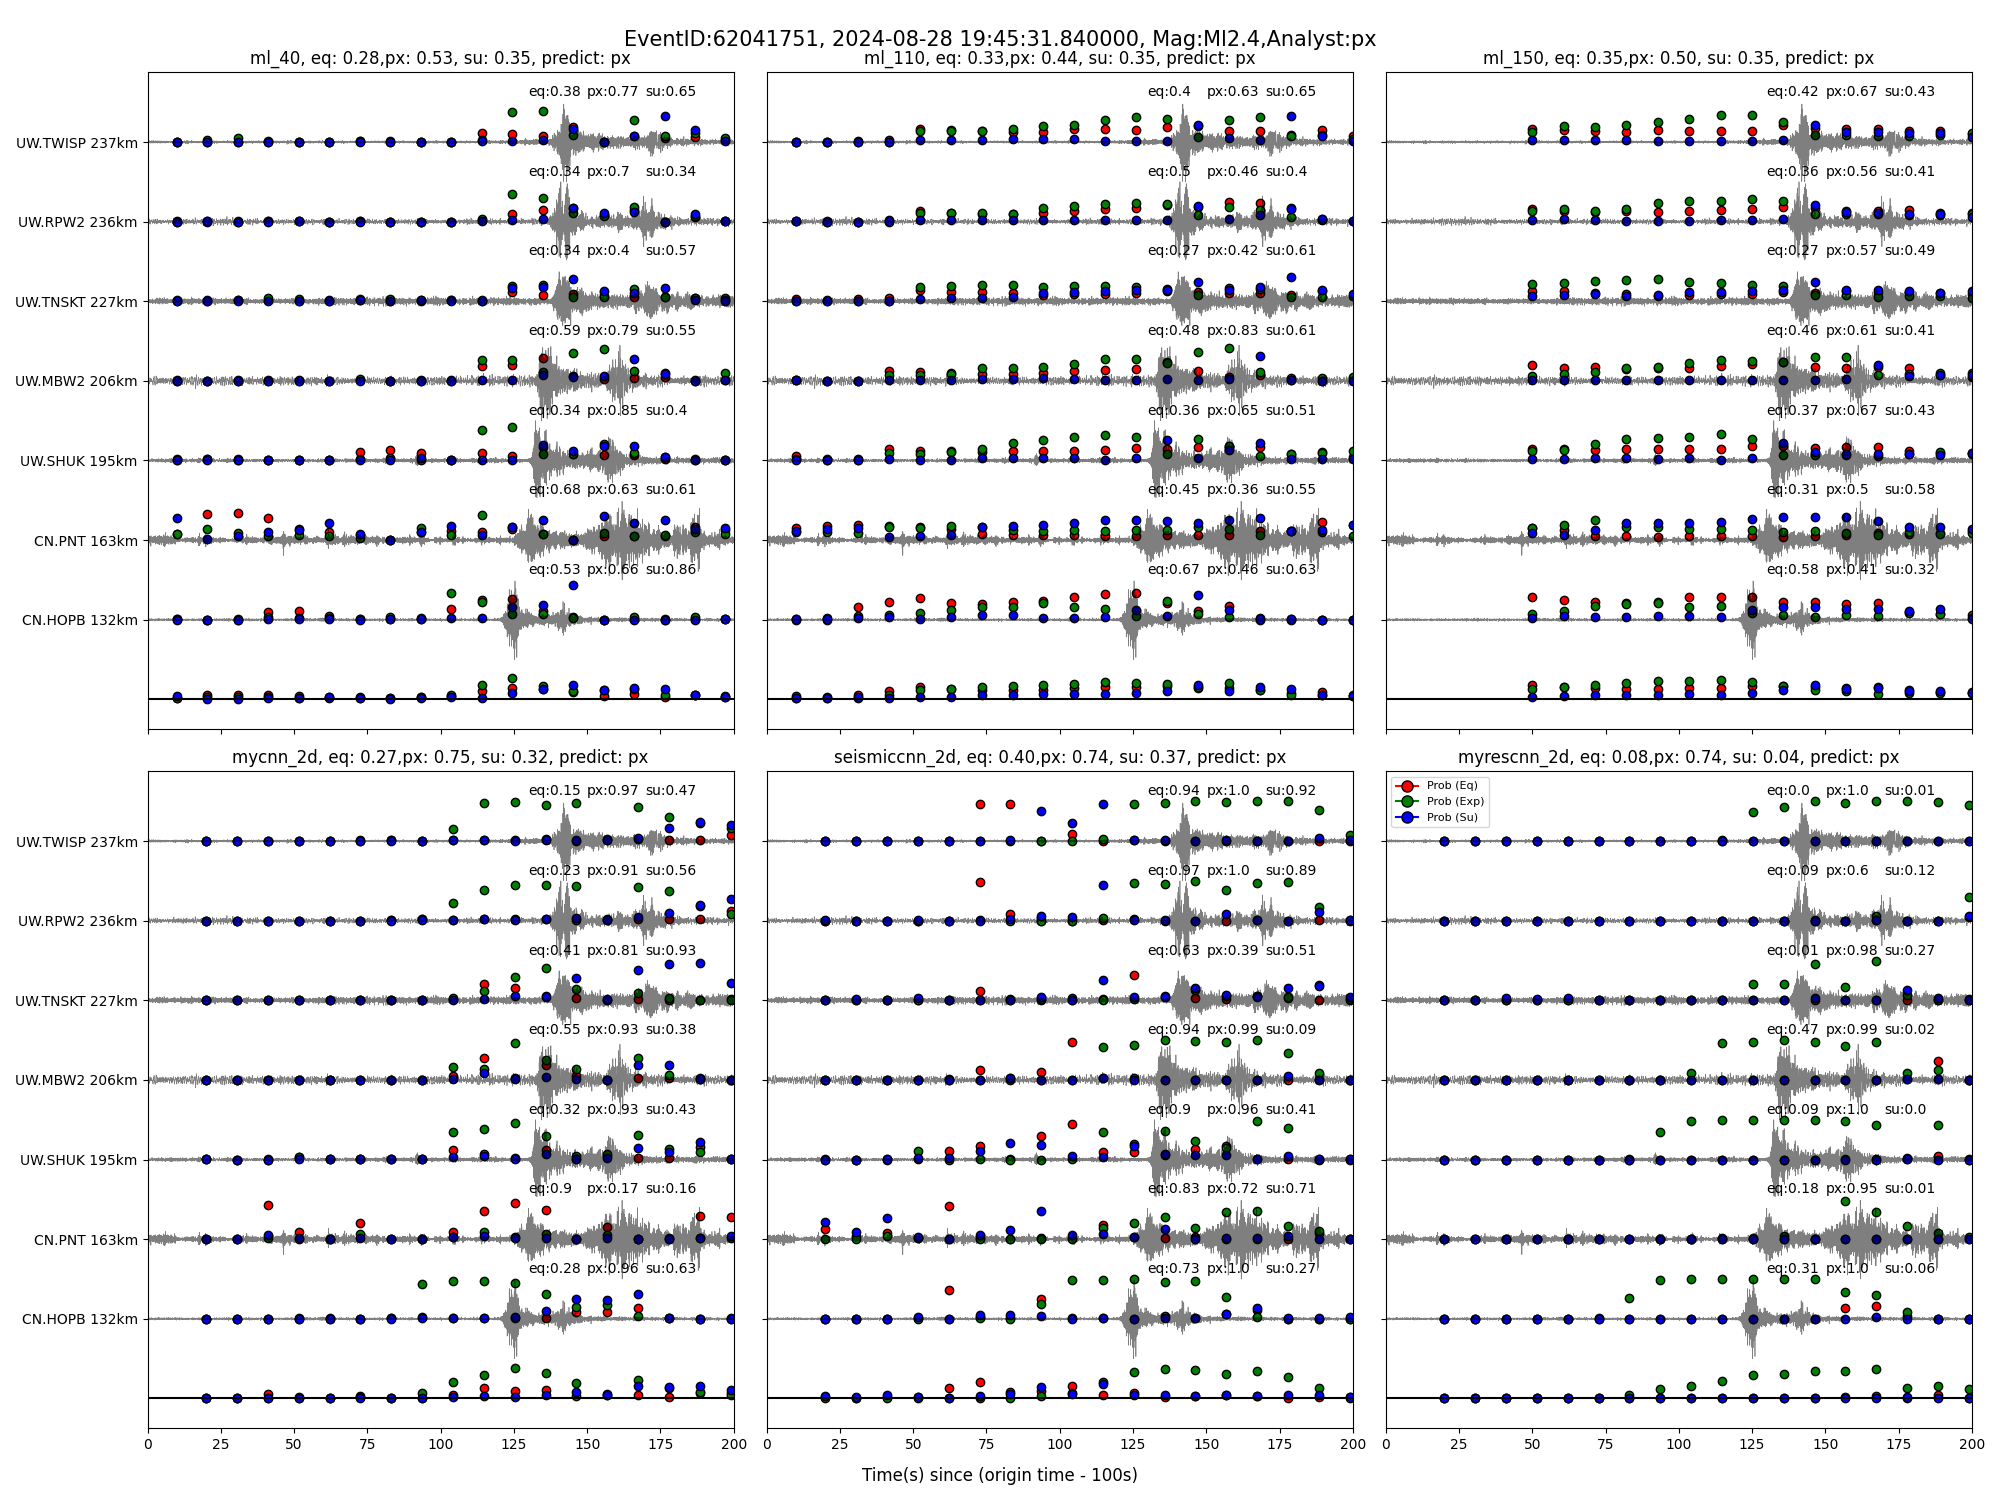 EventID:62041751, 2024-08-28 19:45:31.840000, Mag:Ml2.4,Analyst:px
ml_40, eq: 0.28,px: 0.53, su: 0.35, predict: px
eq:0.38 px:0.77 su:0.65
UW.TWISP 237km
eq:0.34 px:0.7 su:0.34
UW.RPW2 236km
eq:0.34 px:0.4 su:0.57
UW.TNSKT 227km
eq:0.59 px:0.79 su:0.55
UW.MBW2 206km
eq:0.34 px:0.85 su:0.4
UW.SHUK 195km
eq:0.68 px:0.63 su:0.61
CN.PNT 163km
eq:0.53 px:0.66 su:0.86
CN.HOPB 132km
ml_110, eq: 0.33,px: 0.44, su: 0.35, predict: px
eq:0.4 px:0.63 su:0.65
eq:0.5 px:0.46 su:0.4
eq:0.27 px:0.42 su:0.61
eq:0.48 px:0.83 su:0.61
eq:0.36 px:0.65 su:0.51
eq:0.45 px:0.36 su:0.55
eq:0.67 px:0.46 su:0.63
ml_150, eq: 0.35,px: 0.50, su: 0.35, predict: px
eq:0.42 px:0.67 su:0.43
eq:0.36 px:0.56 su:0.41
eq:0.27 px:0.57 su:0.49
eq:0.46 px:0.61 su:0.41
eq:0.37 px:0.67 su:0.43
eq:0.31 px:0.5 su:0.58
eq:0.58 px:0.41 su:0.32
mycnn_2d, eq: 0.27,px: 0.75, su: 0.32, predict: px
eq:0.15 px:0.97 su:0.47
UW.TWISP 237km
eq:0.23 px:0.91 su:0.56
UW.RPW2 236km
eq:0.41 px:0.81 su:0.93
UW.TNSKT 227km
eq:0.55 px:0.93 su:0.38
UW.MBW2 206km
eq:0.32 px:0.93 su:0.43
UW.SHUK 195km
eq:0.9 px:0.17 su:0.16
CN.PNT 163km
eq:0.28 px:0.96 su:0.63
CN.HOPB 132km
0 25 50 75 100 125 150 175 200
seismiccnn_2d, eq: 0.40,px: 0.74, su: 0.37, predict: px
eq:0.94 px:1.0 su:0.92
eq:0.97 px:1.0 su:0.89
eq:0.63 px:0.39 su:0.51
eq:0.94 px:0.99 su:0.09
eq:0.9 px:0.96 su:0.41
eq:0.83 px:0.72 su:0.71
eq:0.73 px:1.0 su:0.27
0 25 50 75 100 125 150 175 200
myrescnn_2d, eq: 0.08,px: 0.74, su: 0.04, predict: px
Prob (Eq)
Prob (Exp)
Prob (Su)
eq:0.0 px:1.0 su:0.01
eq:0.09 px:0.6 su:0.12
eq:0.01 px:0.98 su:0.27
eq:0.47 px:0.99 su:0.02
eq:0.09 px:1.0 su:0.0
eq:0.18 px:0.95 su:0.01
eq:0.31 px:1.0 su:0.06
0 25 50 75 100 125 150 175 200
Time(s) since (origin time - 100s)